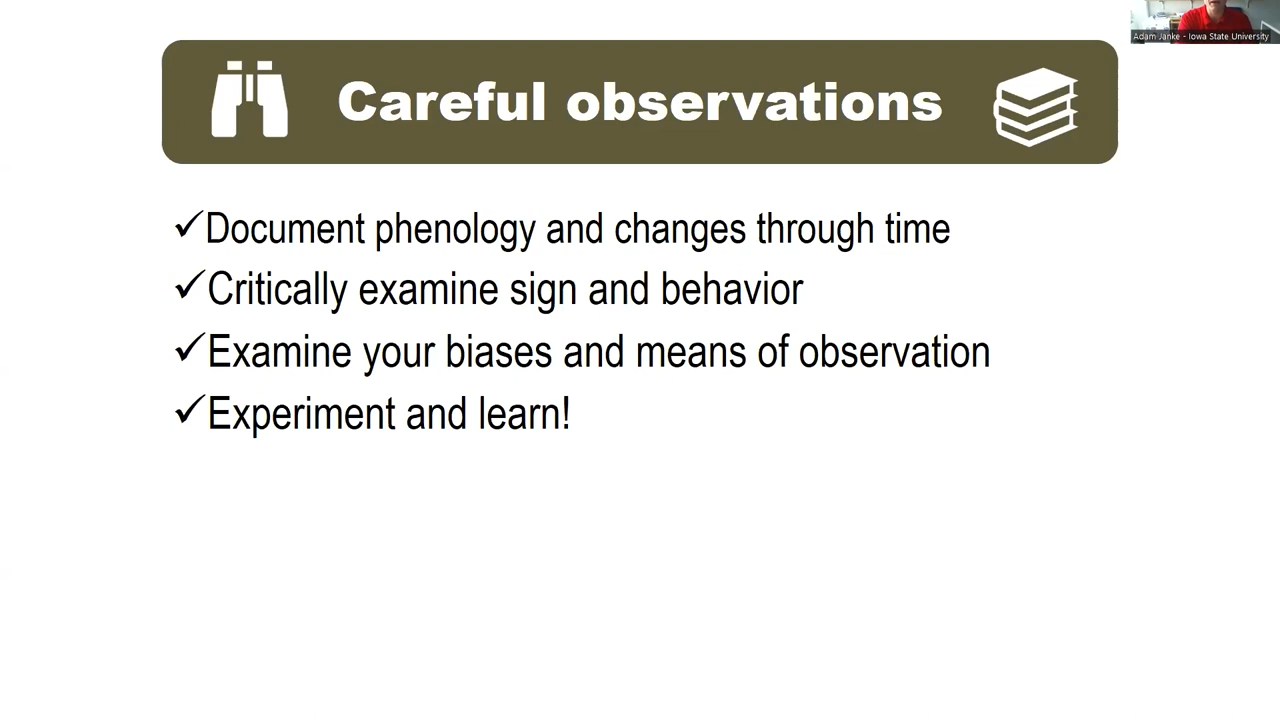 Adam Janke - Iowa State University
Careful observations
✓Document phenology and changes through time
✓Critically examine sign and behavior
✓Examine your biases and means of observation
✓Experiment and learn!